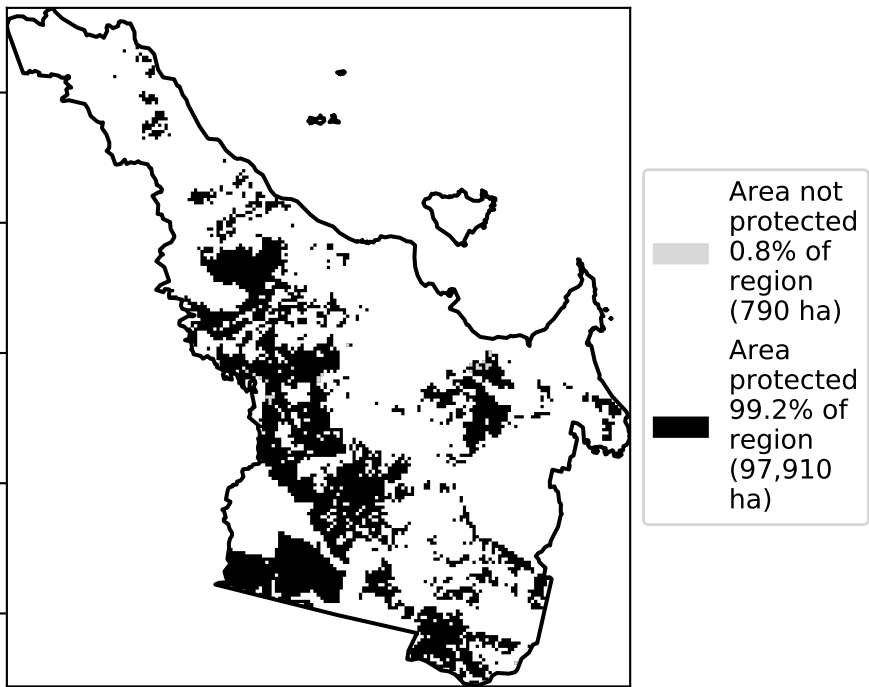 Area not
protected
0.8% of
region
(790 ha)
Area
protected
99.2% of
region
(97,910
ha)